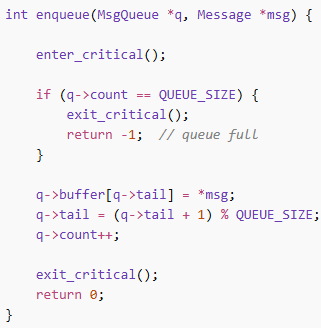 int enqueue(MsgQueue *q, Message *msg) {

    enter_critical();

    if (q->count == QUEUE_SIZE) {
        exit_critical();
        return -1;  // queue full
    }

    q->buffer[q->tail] = *msg;
    q->tail = (q->tail + 1) % QUEUE_SIZE;
    q->count++;

    exit_critical();
    return 0;
}